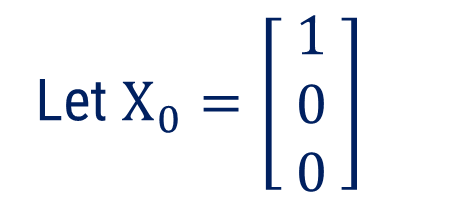 Let X₀ = [1
0
0]